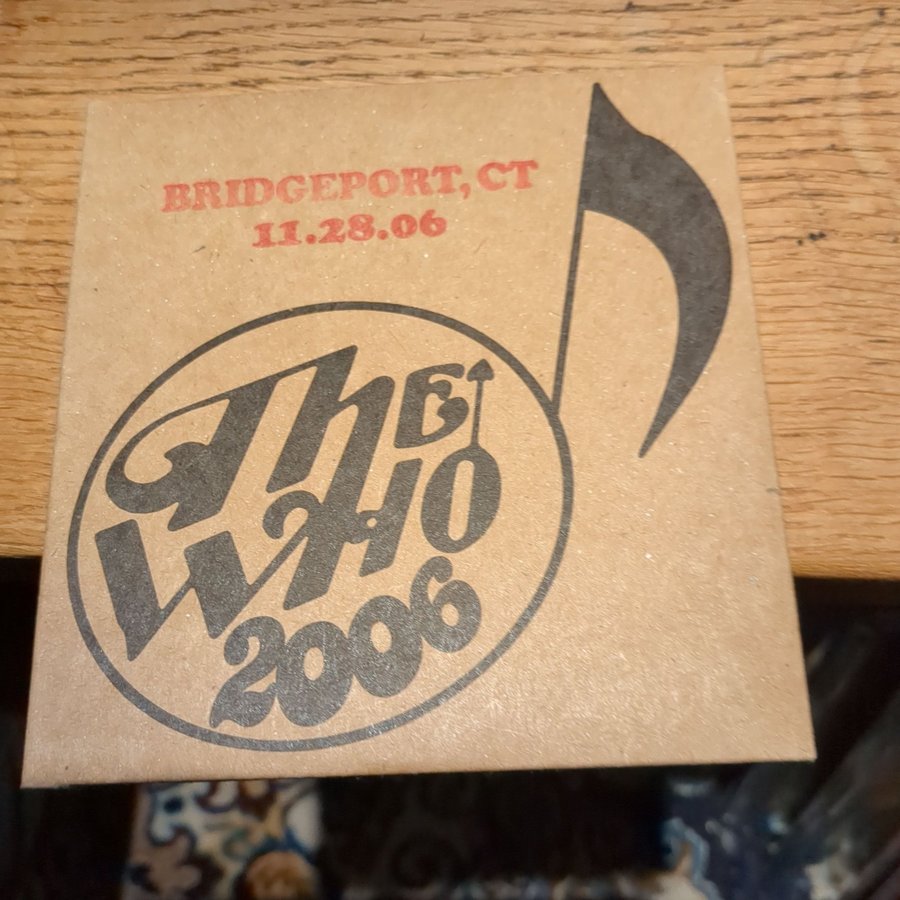 BRIDGEPORT, CT
11.28.06
The
WHO
2006